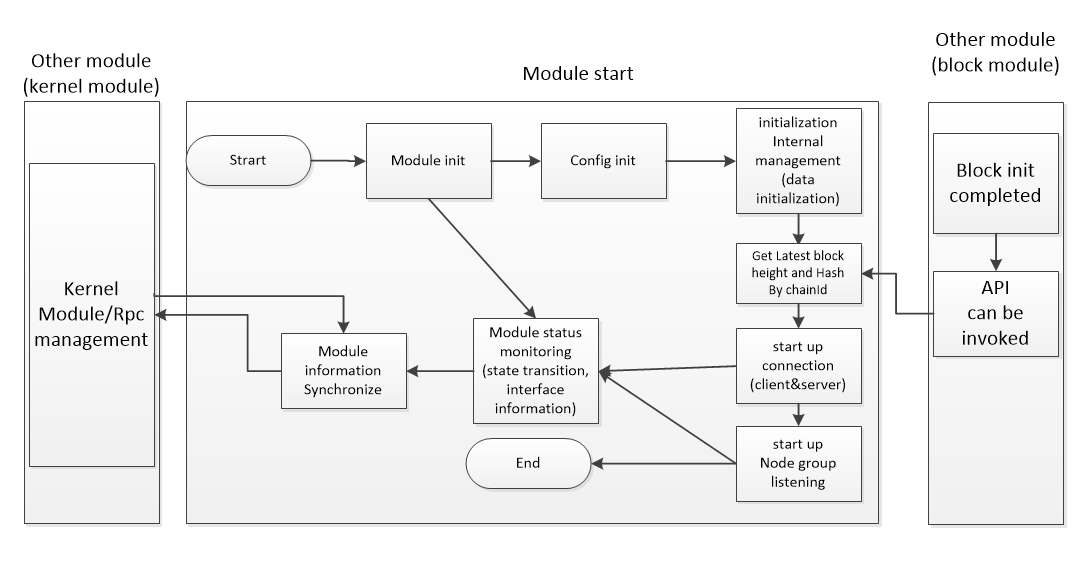 Other module
(kernel module)
Module start
Other module
(block module)
Strart
Module init
Config init
initialization
Internal
management
(data
initialization)
Block init
completed
Get Latest block
height and Hash
By chainId
API
can be
invoked
Kernel
Module/Rpc
management
Module
information
Synchronize
Module status
monitoring
(state transition,
interface
information)
start up
connection
(client&server)
End
start up
Node group
listening